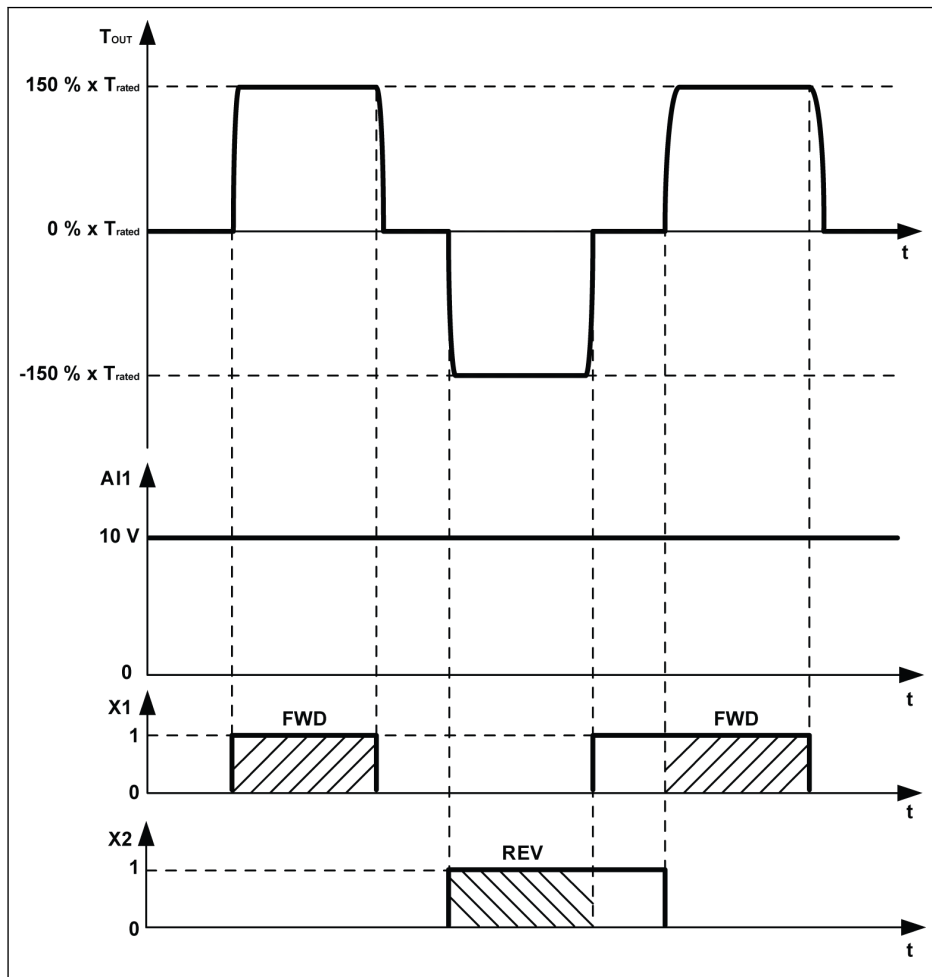 TOUT
150 % x Trated
0 % x Trated
t
-150 % x Trated
AI1
10 V
0
t
X1
FWD
FWD
1
0
t
X2
REV
1
0
t